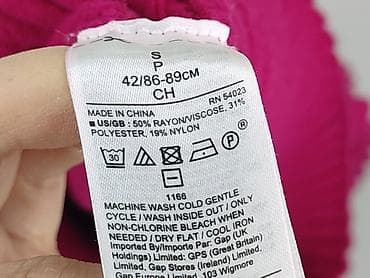 S
P
42/86-89CM
CH
MADE IN CHINA RN 54023
■ US/GB: 50% RAYON/VISCOSE, 31%
POLYESTER, 19% NYLON
30 P
1166
MACHINE WASH COLD GENTLE
CYCLE / WASH INSIDE OUT / ONLY
NON-CHLORINE BLEACH WHEN
NEEDED / DRY FLAT / COOL IRON
Imported By/Importé Par: Gap (UK
Holdings) Limited: GPS (Great Britain)
Limited, Gap Stores (Ireland) Limited,
Gap Europe Limited, 103 Wigmore